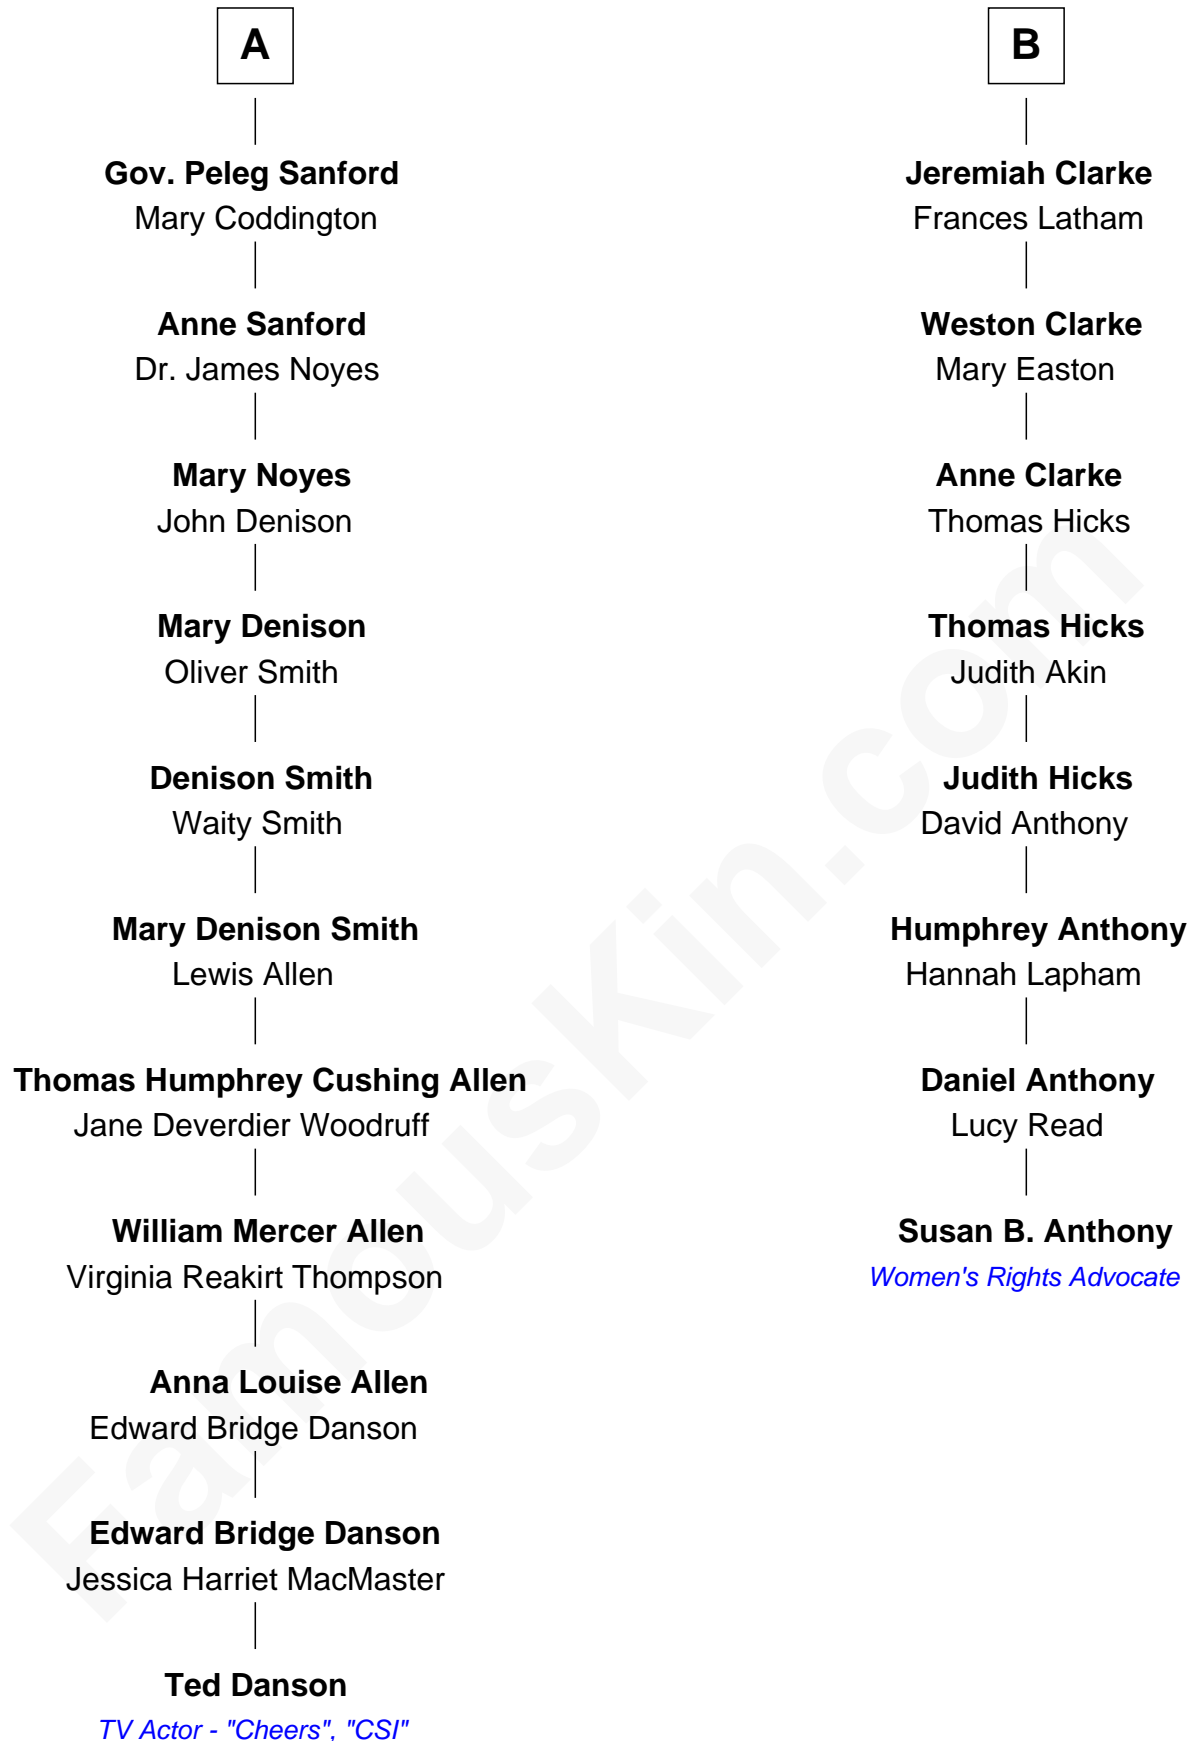 A
Gov. Peleg Sanford
Mary Coddington
Anne Sanford
Dr. James Noyes
Mary Noyes
John Denison
Mary Denison
Oliver Smith
Denison Smith
Waity Smith
Mary Denison Smith
Lewis Allen
Thomas Humphrey Cushing Allen
Jane Deverdier Woodruff
William Mercer Allen
Virginia Reakirt Thompson
Anna Louise Allen
Edward Bridge Danson
Edward Bridge Danson
Jessica Harriet MacMaster
Ted Danson
TV Actor - "Cheers", "CSI"
B
Jeremiah Clarke
Frances Latham
Weston Clarke
Mary Easton
Anne Clarke
Thomas Hicks
Thomas Hicks
Judith Akin
Judith Hicks
David Anthony
Humphrey Anthony
Hannah Lapham
Daniel Anthony
Lucy Read
Susan B. Anthony
Women's Rights Advocate
FamousKin.com